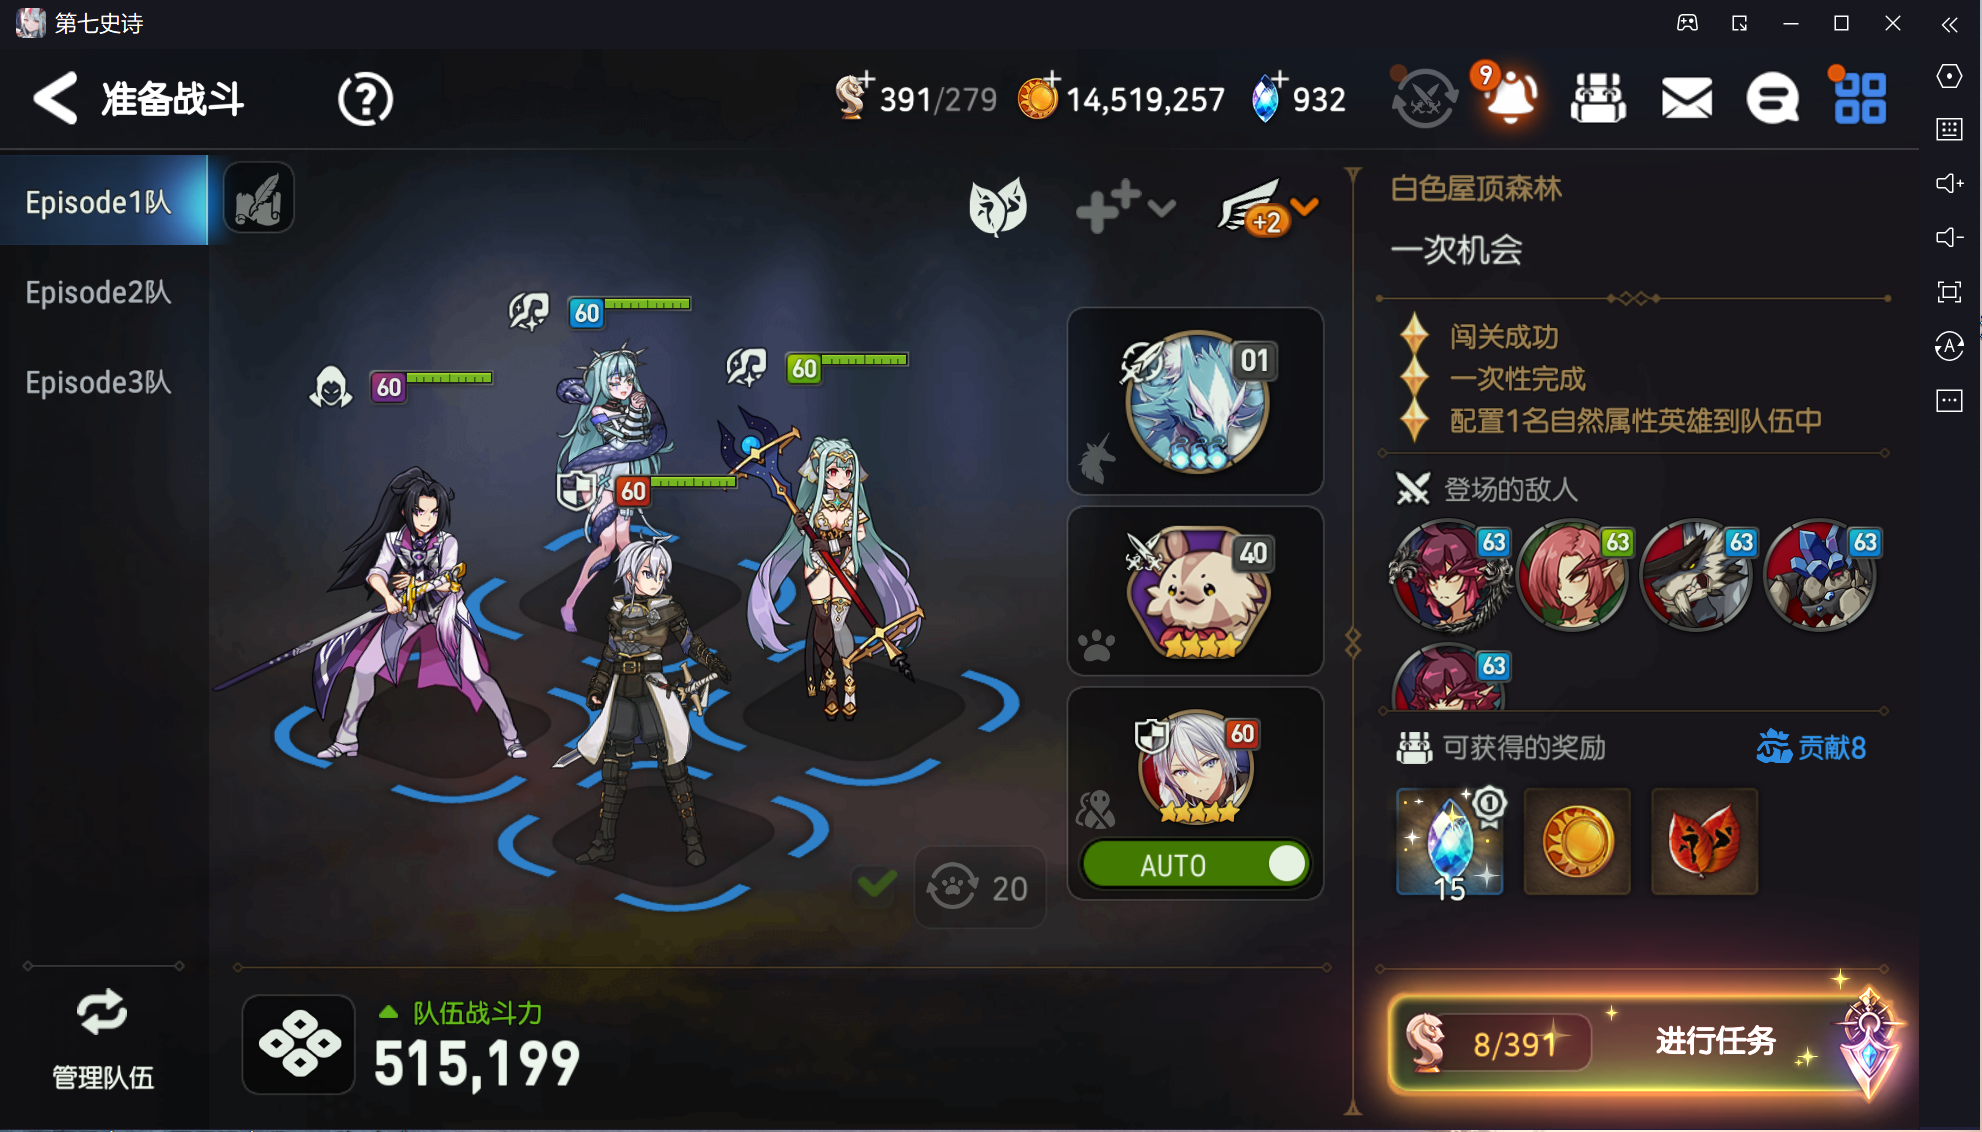 第七史诗
准备战斗
391/279
14,519,257
932
9
Episode1队
Episode2队
Episode3队
+2
60
60
60
60
01
40
60
AUTO
20
白色屋顶森林
一次机会
闯关成功
一次性完成
配置1名自然属性英雄到队伍中
登场的敌人
63
63
63
63
63
可获得的奖励
贡献8
1
15
管理队伍
队伍战斗力
515,199
8/391
进行任务